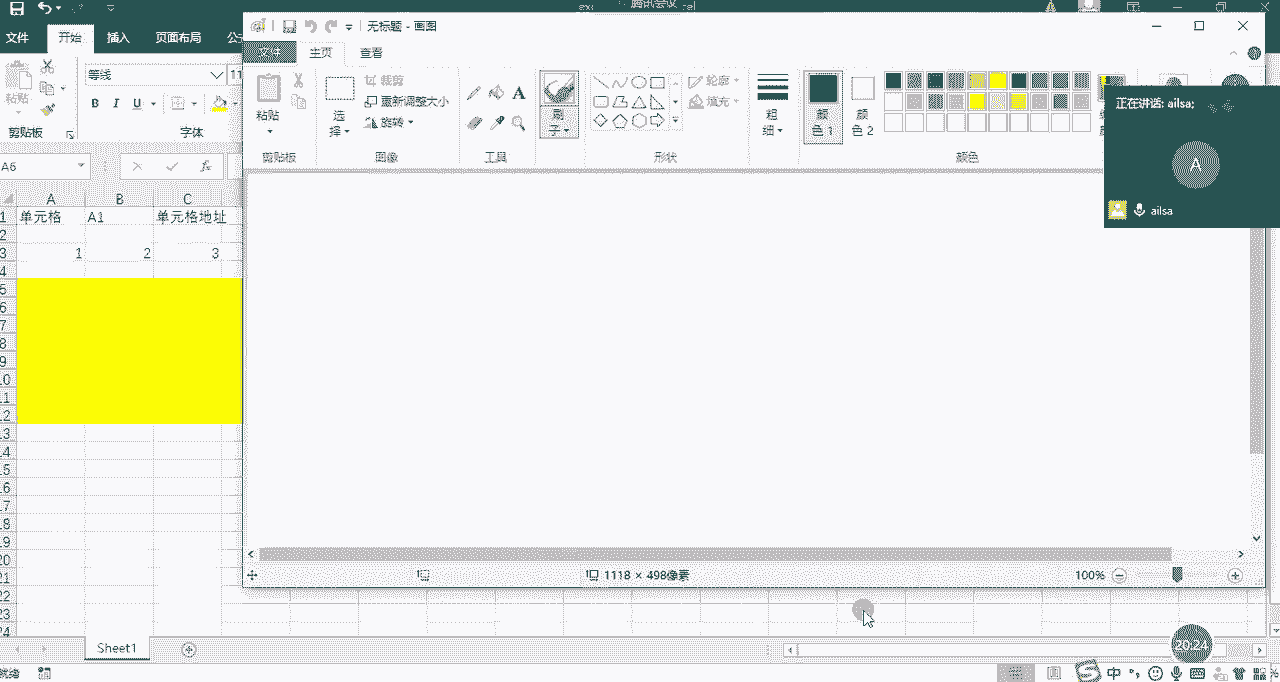 腾讯会议
无标题 - 画图
文件 开始 插入 页面布局
文件 主页 查看
正在讲话: ailsa;
A
ailsa
粘贴
剪贴板
等线
11
B I U
字体
粘贴
剪贴板
选择
裁剪
重新调整大小
旋转
图像
A
工具
刷子
形状
轮廓
填充
粗细
颜色 1
颜色 2
颜色
A6
fx
A B C
1 单元格 A1 单元格地址
2
3 1 2 3
4
5
6
7
8
9
10
11
12
13
14
15
16
17
18
19
20
21
22
23
24
1118 × 498像素
100%
Sheet1
20:24
中